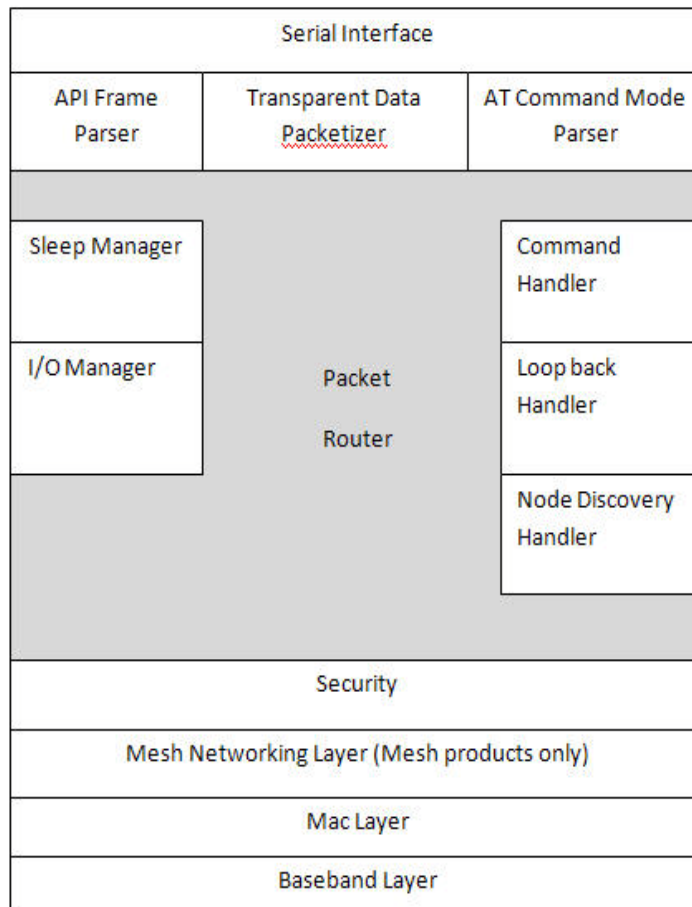 Serial Interface
API Frame
Parser
Transparent Data
Packetizer
AT Command Mode
Parser
Sleep Manager
I/O Manager
Packet
Router
Command
Handler
Loop back
Handler
Node Discovery
Handler
Security
Mesh Networking Layer (Mesh products only)
Mac Layer
Baseband Layer